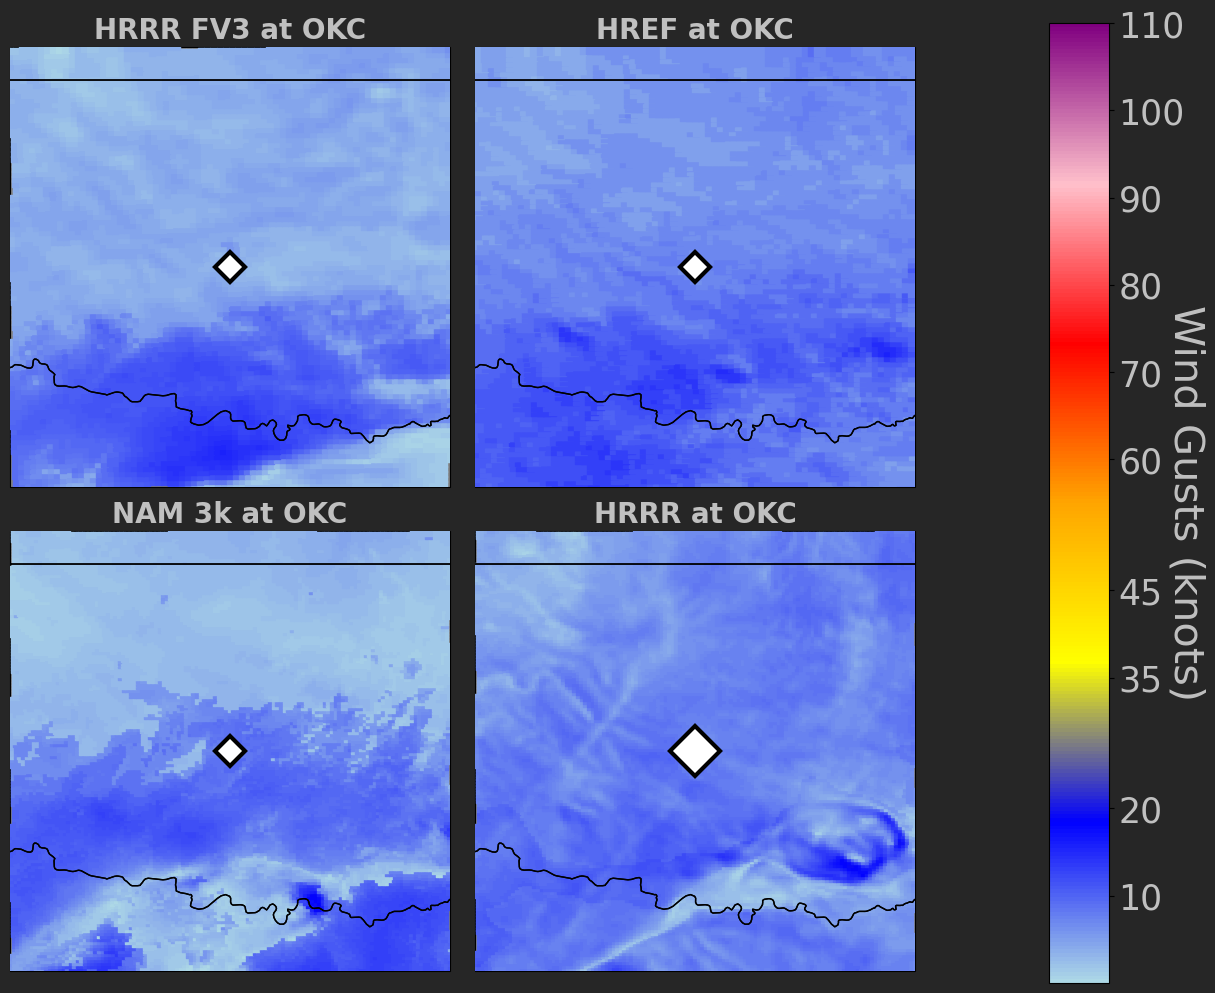 HRRR FV3 at OKC
HREF at OKC
NAM 3k at OKC
HRRR at OKC
110
100
90
80
70
60
45
35
20
10
Wind Gusts (knots)